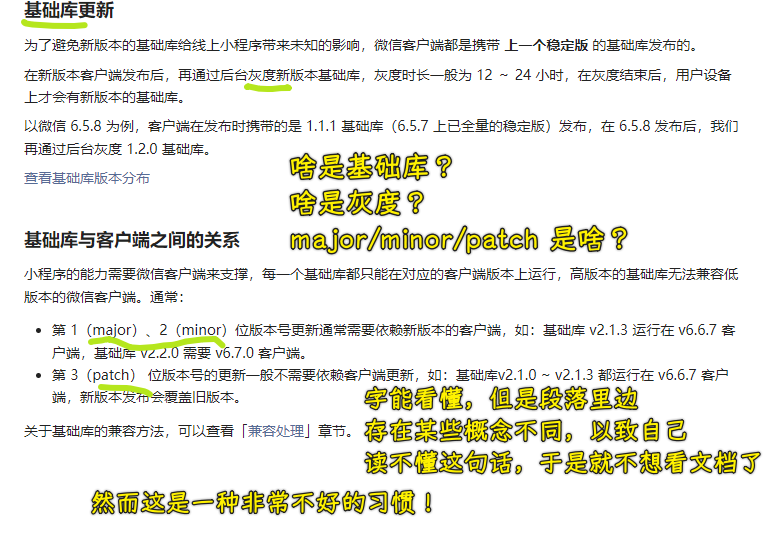 基础库更新
为了避免新版本的基础库给线上小程序带来未知的影响，微信客户端都是携带 上一个稳定版 的基础库发布的。
在新版本客户端发布后，再通过后台灰度新版本基础库，灰度时长一般为 12 ～ 24 小时，在灰度结束后，用户设备
上才会有新版本的基础库。
以微信 6.5.8 为例，客户端在发布时携带的是 1.1.1 基础库（6.5.7 上已全量的稳定版）发布，在 6.5.8 发布后，我们
再通过后台灰度 1.2.0 基础库。
查看基础库版本分布
啥是基础库？
啥是灰度？
major/minor/patch 是啥？
基础库与客户端之间的关系
小程序的能力需要微信客户端来支撑，每一个基础库都只能在对应的客户端版本上运行，高版本的基础库无法兼容低
版本的微信客户端。通常：
• 第 1（major）、2（minor）位版本号更新通常需要依赖新版本的客户端，如：基础库 v2.1.3 运行在 v6.6.7 客
户端，基础库 v2.2.0 需要 v6.7.0 客户端。
• 第 3（patch） 位版本号的更新一般不需要依赖客户端更新，如：基础库v2.1.0 ~ v2.1.3 都运行在 v6.6.7 客户
端，新版本发布会覆盖旧版本。
关于基础库的兼容方法，可以查看「兼容处理」章节。
字能看懂，但是段落里边
存在某些概念不同，以致自己
读不懂这句话，于是就不想看文档了
然而这是一种非常不好的习惯！